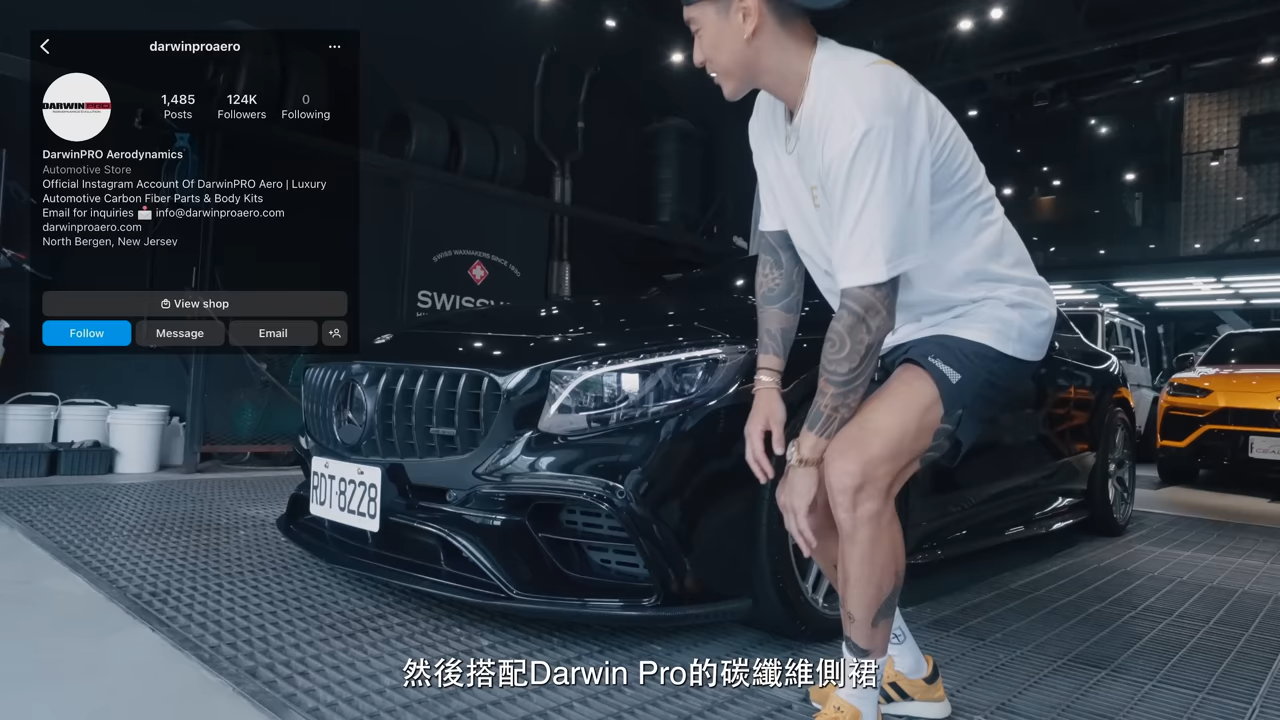 darwinproaero
DARWINPRO
1,485
Posts
124K
Followers
0
Following
DarwinPRO Aerodynamics
Automotive Store
Official Instagram Account Of DarwinPRO Aero | Luxury
Automotive Carbon Fiber Parts & Body Kits
Email for inquiries 📩 info@darwinproaero.com
darwinproaero.com
North Bergen, New Jersey
View shop
Follow
Message
Email
SWISS WAXMAKERS SINCE 1930
RDT·8228
然後搭配Darwin Pro的碳纖維側裙